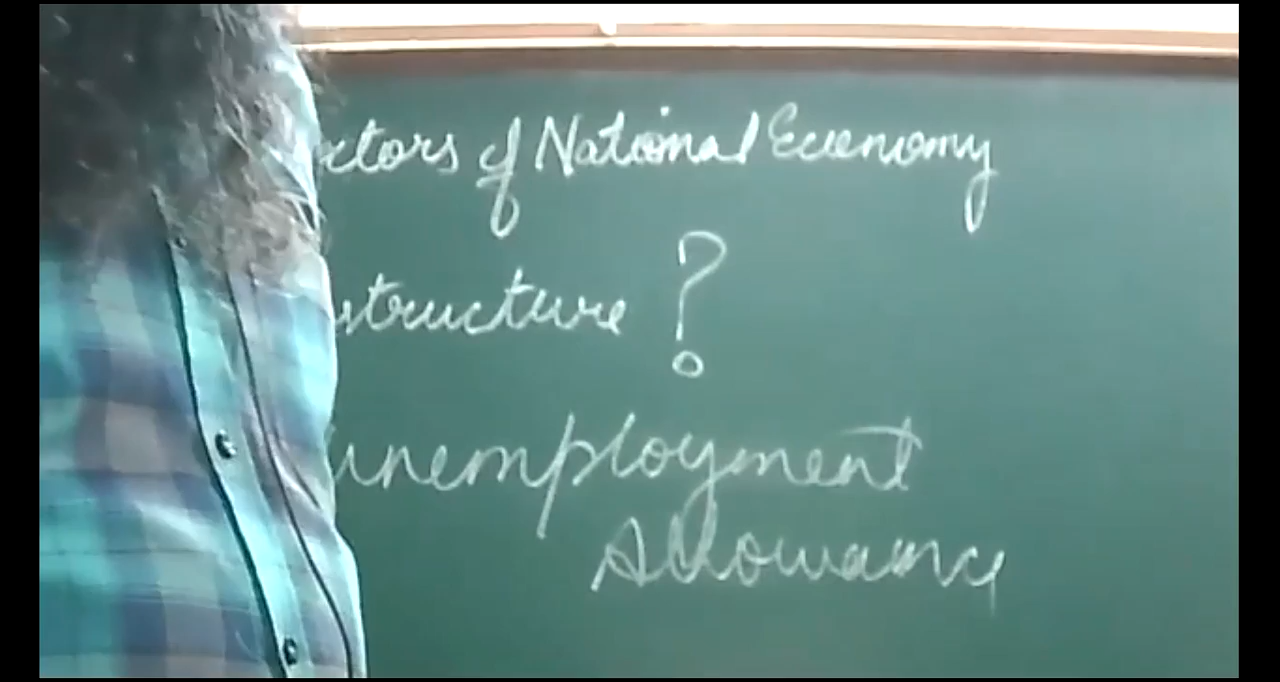 ctors of National Economy
structure ?
unemployment
Allowance